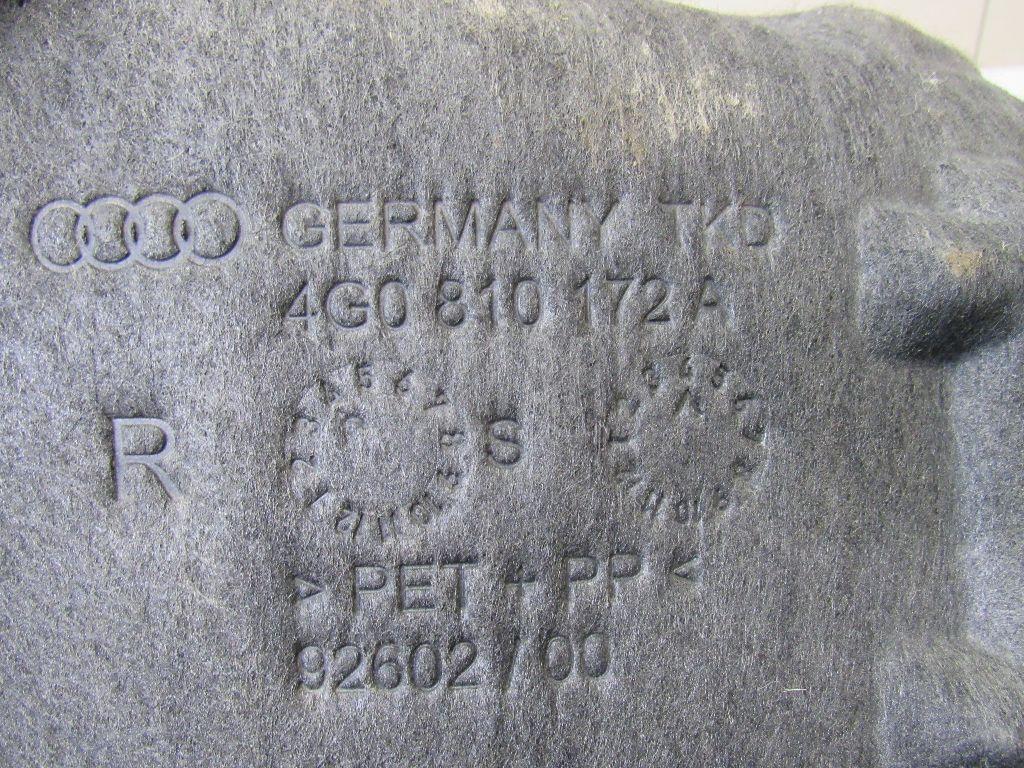 GERMANY TKD
4G0 810 172 A
R S
> PET + PP <
92602 / 00